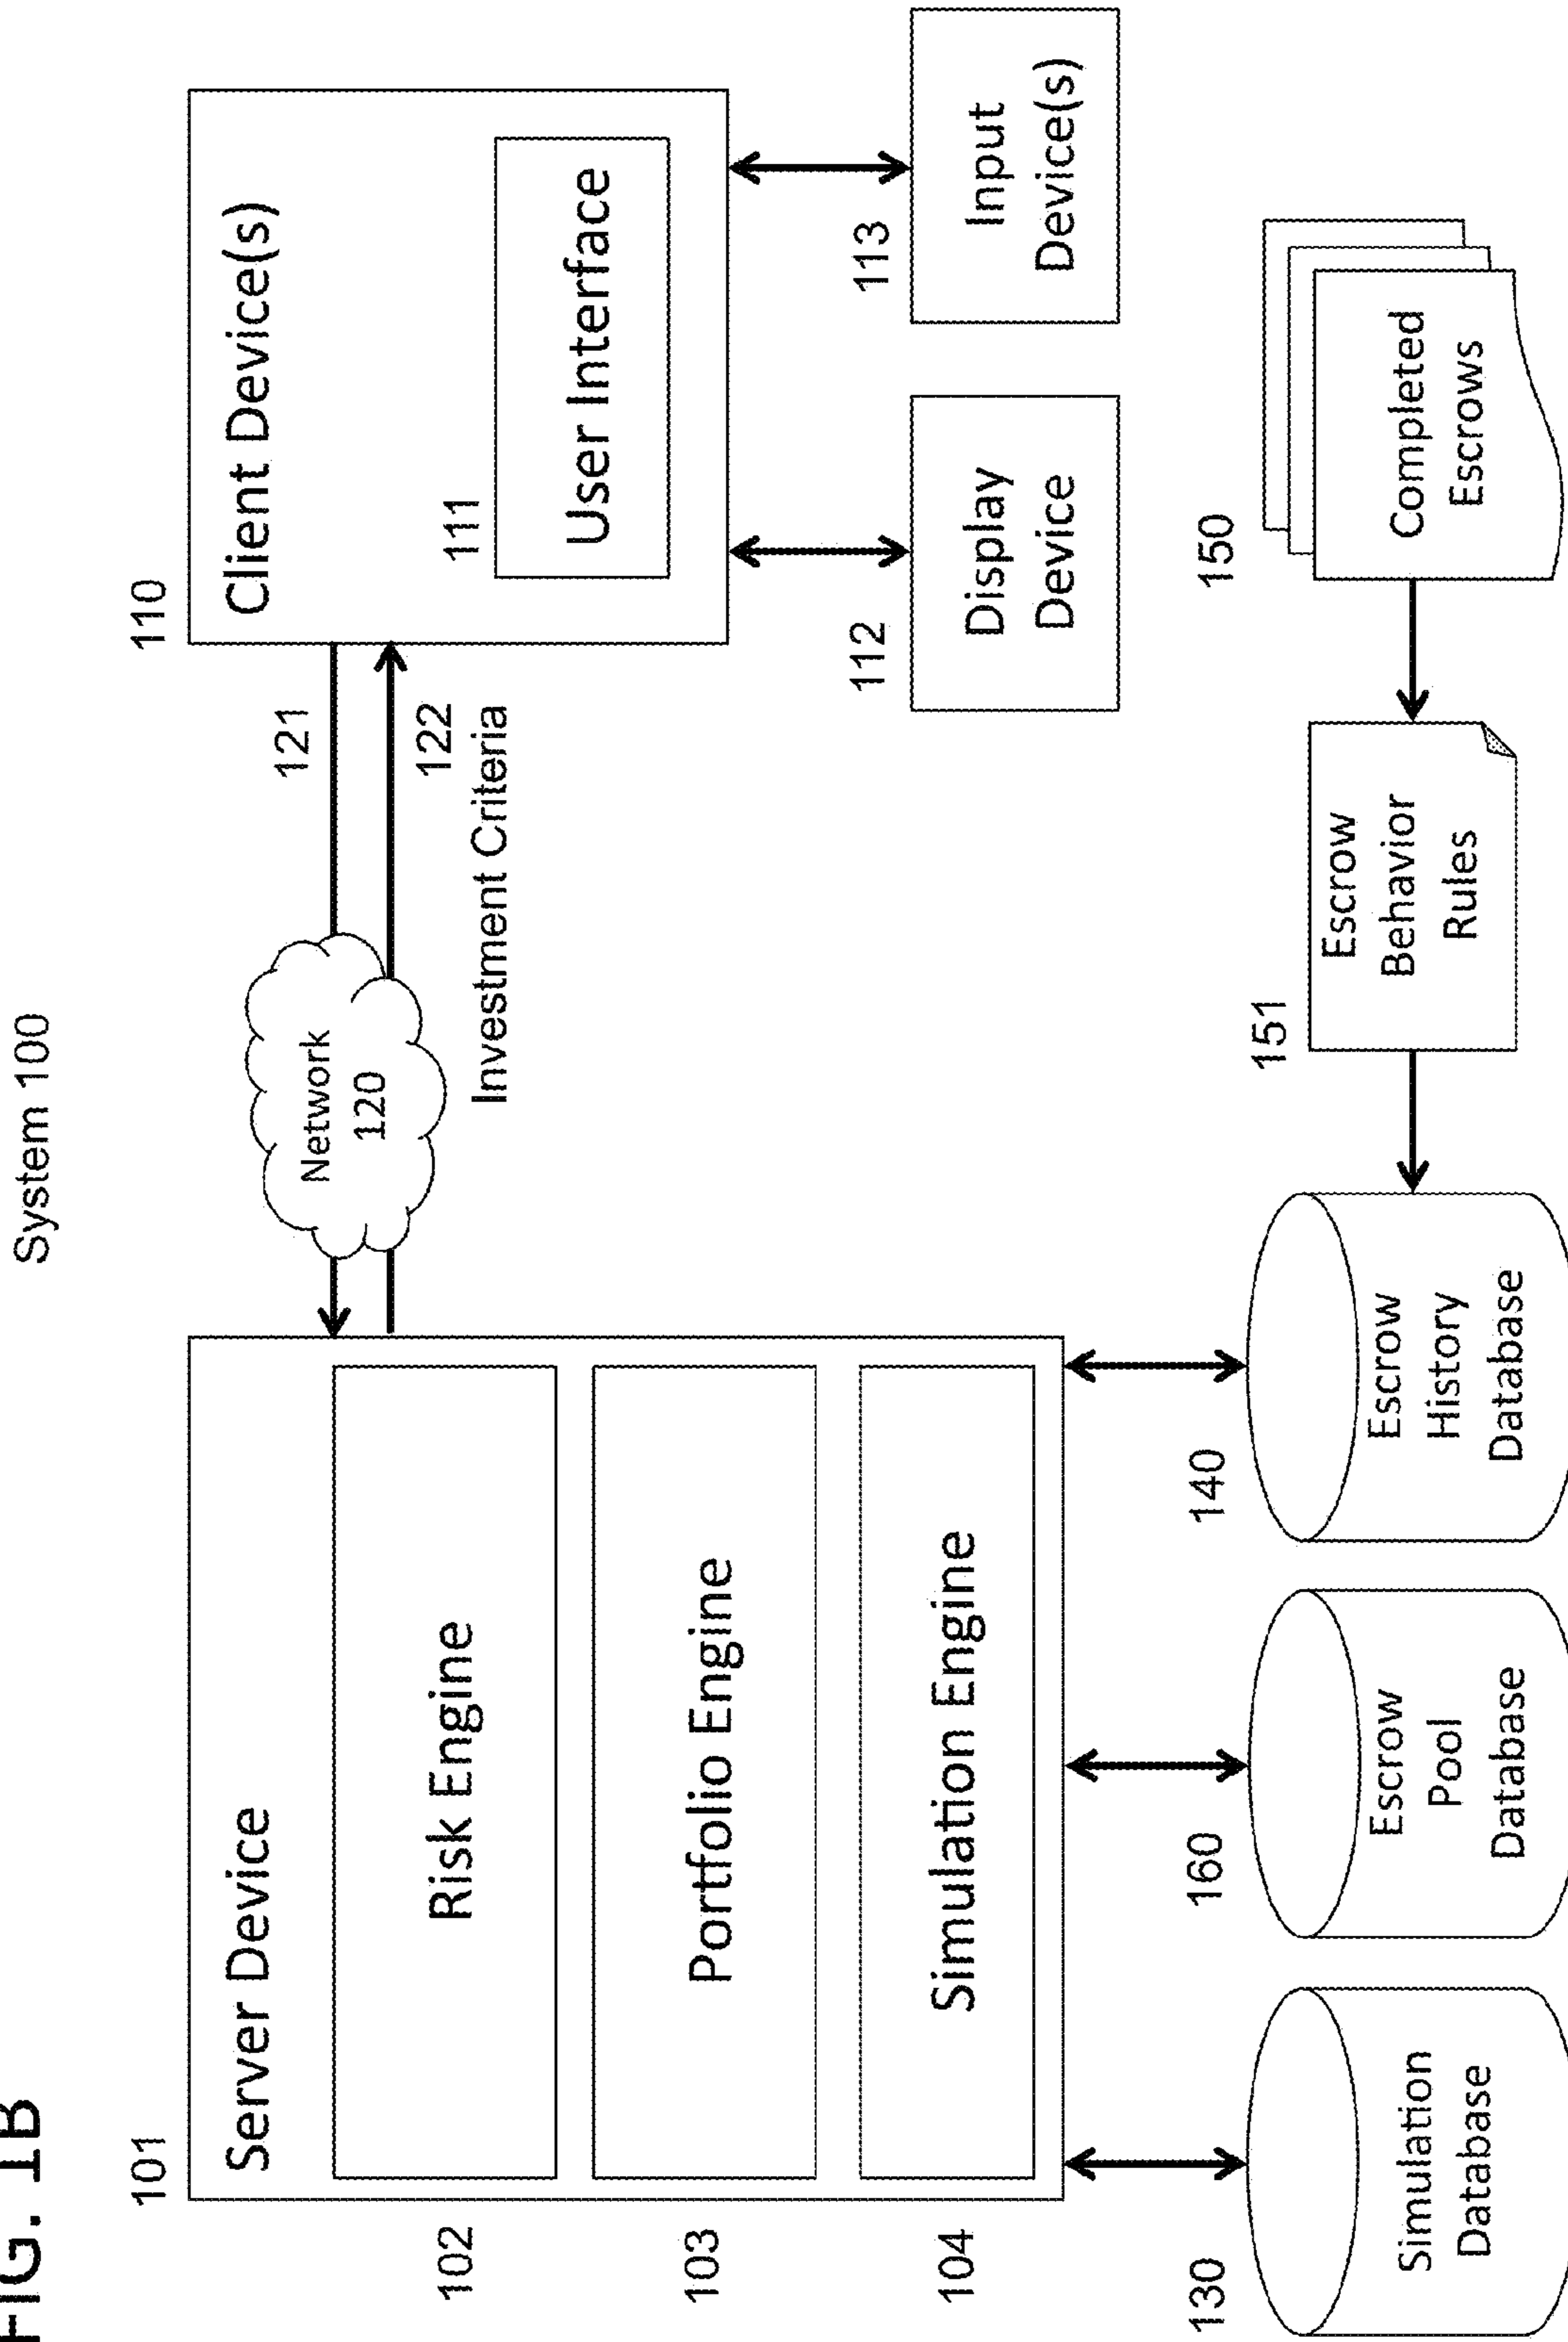 FIG. 1B
System 100
101
Server Device
102
Risk Engine
103
Portfolio Engine
104
Simulation Engine
Network
120
121
122
Investment Criteria
110
Client Device(s)
111
User Interface
112
Display
Device
113
Input
Device(s)
130
Simulation
Database
160
Escrow
Pool
Database
140
Escrow
History
Database
151
Escrow
Behavior
Rules
150
Completed
Escrows